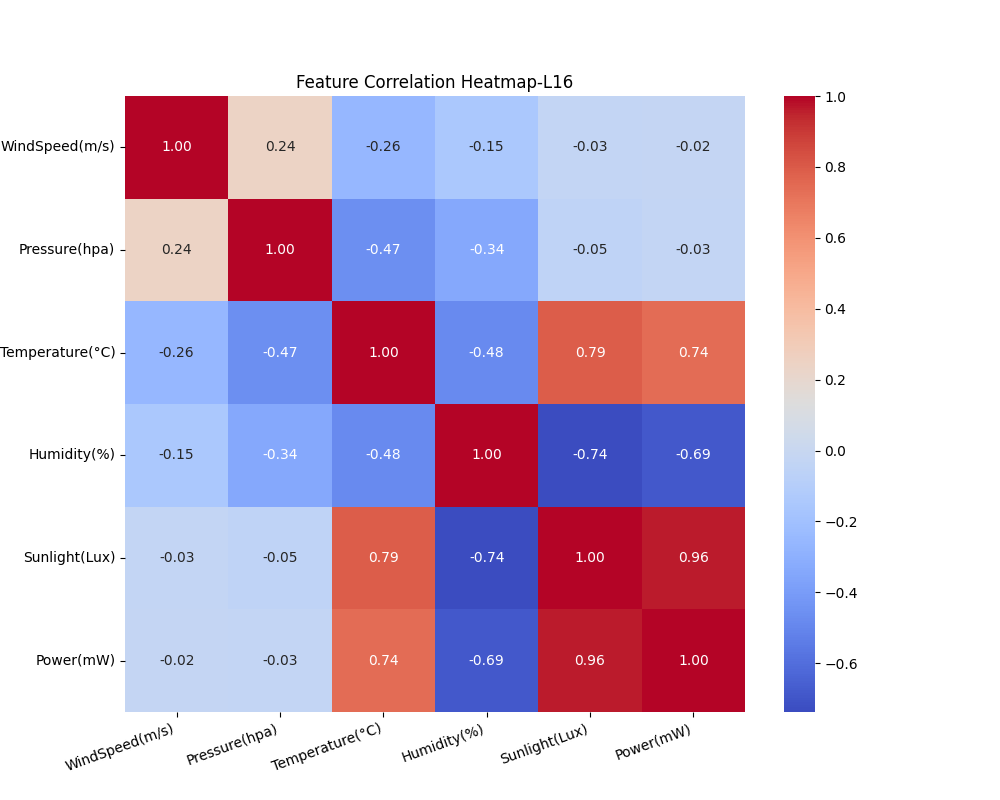 Feature Correlation Heatmap-L16
WindSpeed(m/s) 1.00 0.24 -0.26 -0.15 -0.03 -0.02
Pressure(hpa) 0.24 1.00 -0.47 -0.34 -0.05 -0.03
Temperature(°C) -0.26 -0.47 1.00 -0.48 0.79 0.74
Humidity(%) -0.15 -0.34 -0.48 1.00 -0.74 -0.69
Sunlight(Lux) -0.03 -0.05 0.79 -0.74 1.00 0.96
Power(mW) -0.02 -0.03 0.74 -0.69 0.96 1.00
WindSpeed(m/s) Pressure(hpa) Temperature(°C) Humidity(%) Sunlight(Lux) Power(mW)
1.0
0.8
0.6
0.4
0.2
0.0
−0.2
−0.4
−0.6